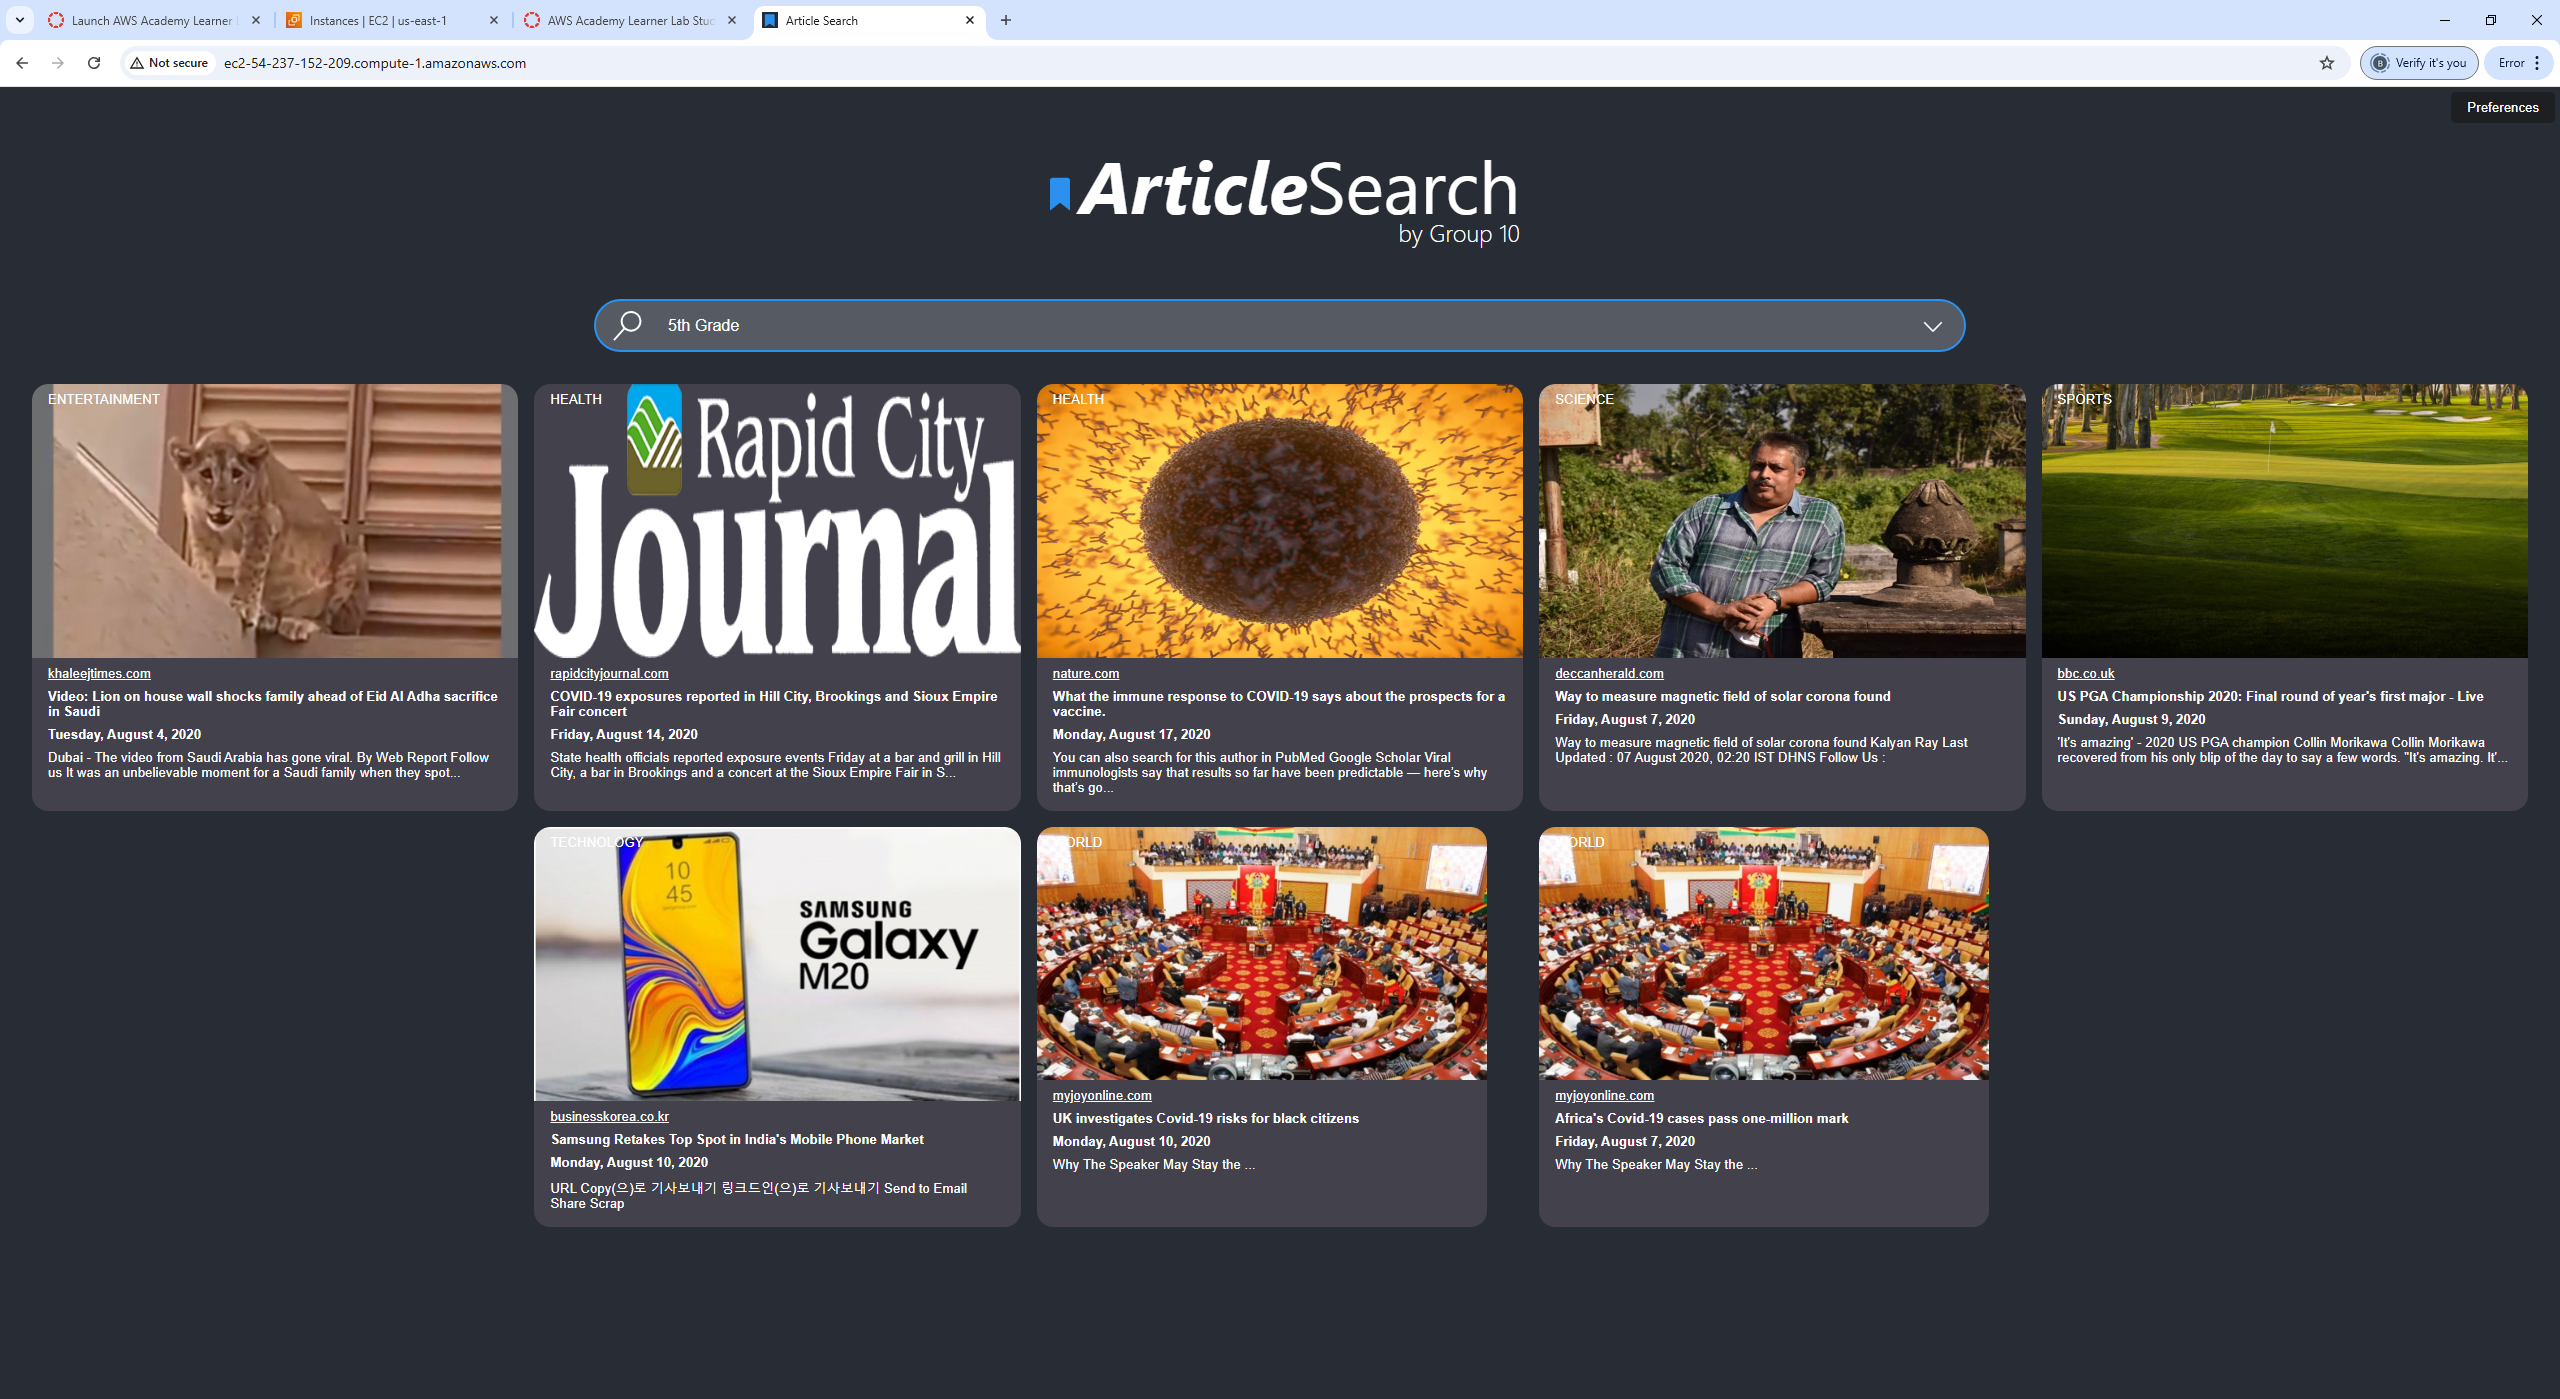 Launch AWS Academy Learner
Instances | EC2 | us-east-1
AWS Academy Learner Lab Stuc
Article Search
Not secure
ec2-54-237-152-209.compute-1.amazonaws.com
Verify it's you
Error
Preferences
ArticleSearch
by Group 10
5th Grade
ENTERTAINMENT
khaleejtimes.com
Video: Lion on house wall shocks family ahead of Eid Al Adha sacrifice
in Saudi
Tuesday, August 4, 2020
Dubai - The video from Saudi Arabia has gone viral. By Web Report Follow
us It was an unbelievable moment for a Saudi family when they spot...
HEALTH
Rapid City
Journal
rapidcityjournal.com
COVID-19 exposures reported in Hill City, Brookings and Sioux Empire
Fair concert
Friday, August 14, 2020
State health officials reported exposure events Friday at a bar and grill in Hill
City, a bar in Brookings and a concert at the Sioux Empire Fair in S...
HEALTH
nature.com
What the immune response to COVID-19 says about the prospects for a
vaccine.
Monday, August 17, 2020
You can also search for this author in PubMed Google Scholar Viral
immunologists say that results so far have been predictable — here's why
that's go...
SCIENCE
deccanherald.com
Way to measure magnetic field of solar corona found
Friday, August 7, 2020
Way to measure magnetic field of solar corona found Kalyan Ray Last
Updated : 07 August 2020, 02:20 IST DHNS Follow Us :
SPORTS
bbc.co.uk
US PGA Championship 2020: Final round of year's first major - Live
Sunday, August 9, 2020
'It's amazing' - 2020 US PGA champion Collin Morikawa Collin Morikawa
recovered from his only blip of the day to say a few words. "It's amazing. It'...
TECHNOLOGY
10
45
SAMSUNG
Galaxy
M20
businesskorea.co.kr
Samsung Retakes Top Spot in India's Mobile Phone Market
Monday, August 10, 2020
URL Copy(으)로 기사보내기 링크드인(으)로 기사보내기 Send to Email
Share Scrap
WORLD
myjoyonline.com
UK investigates Covid-19 risks for black citizens
Monday, August 10, 2020
Why The Speaker May Stay the ...
WORLD
myjoyonline.com
Africa's Covid-19 cases pass one-million mark
Friday, August 7, 2020
Why The Speaker May Stay the ...